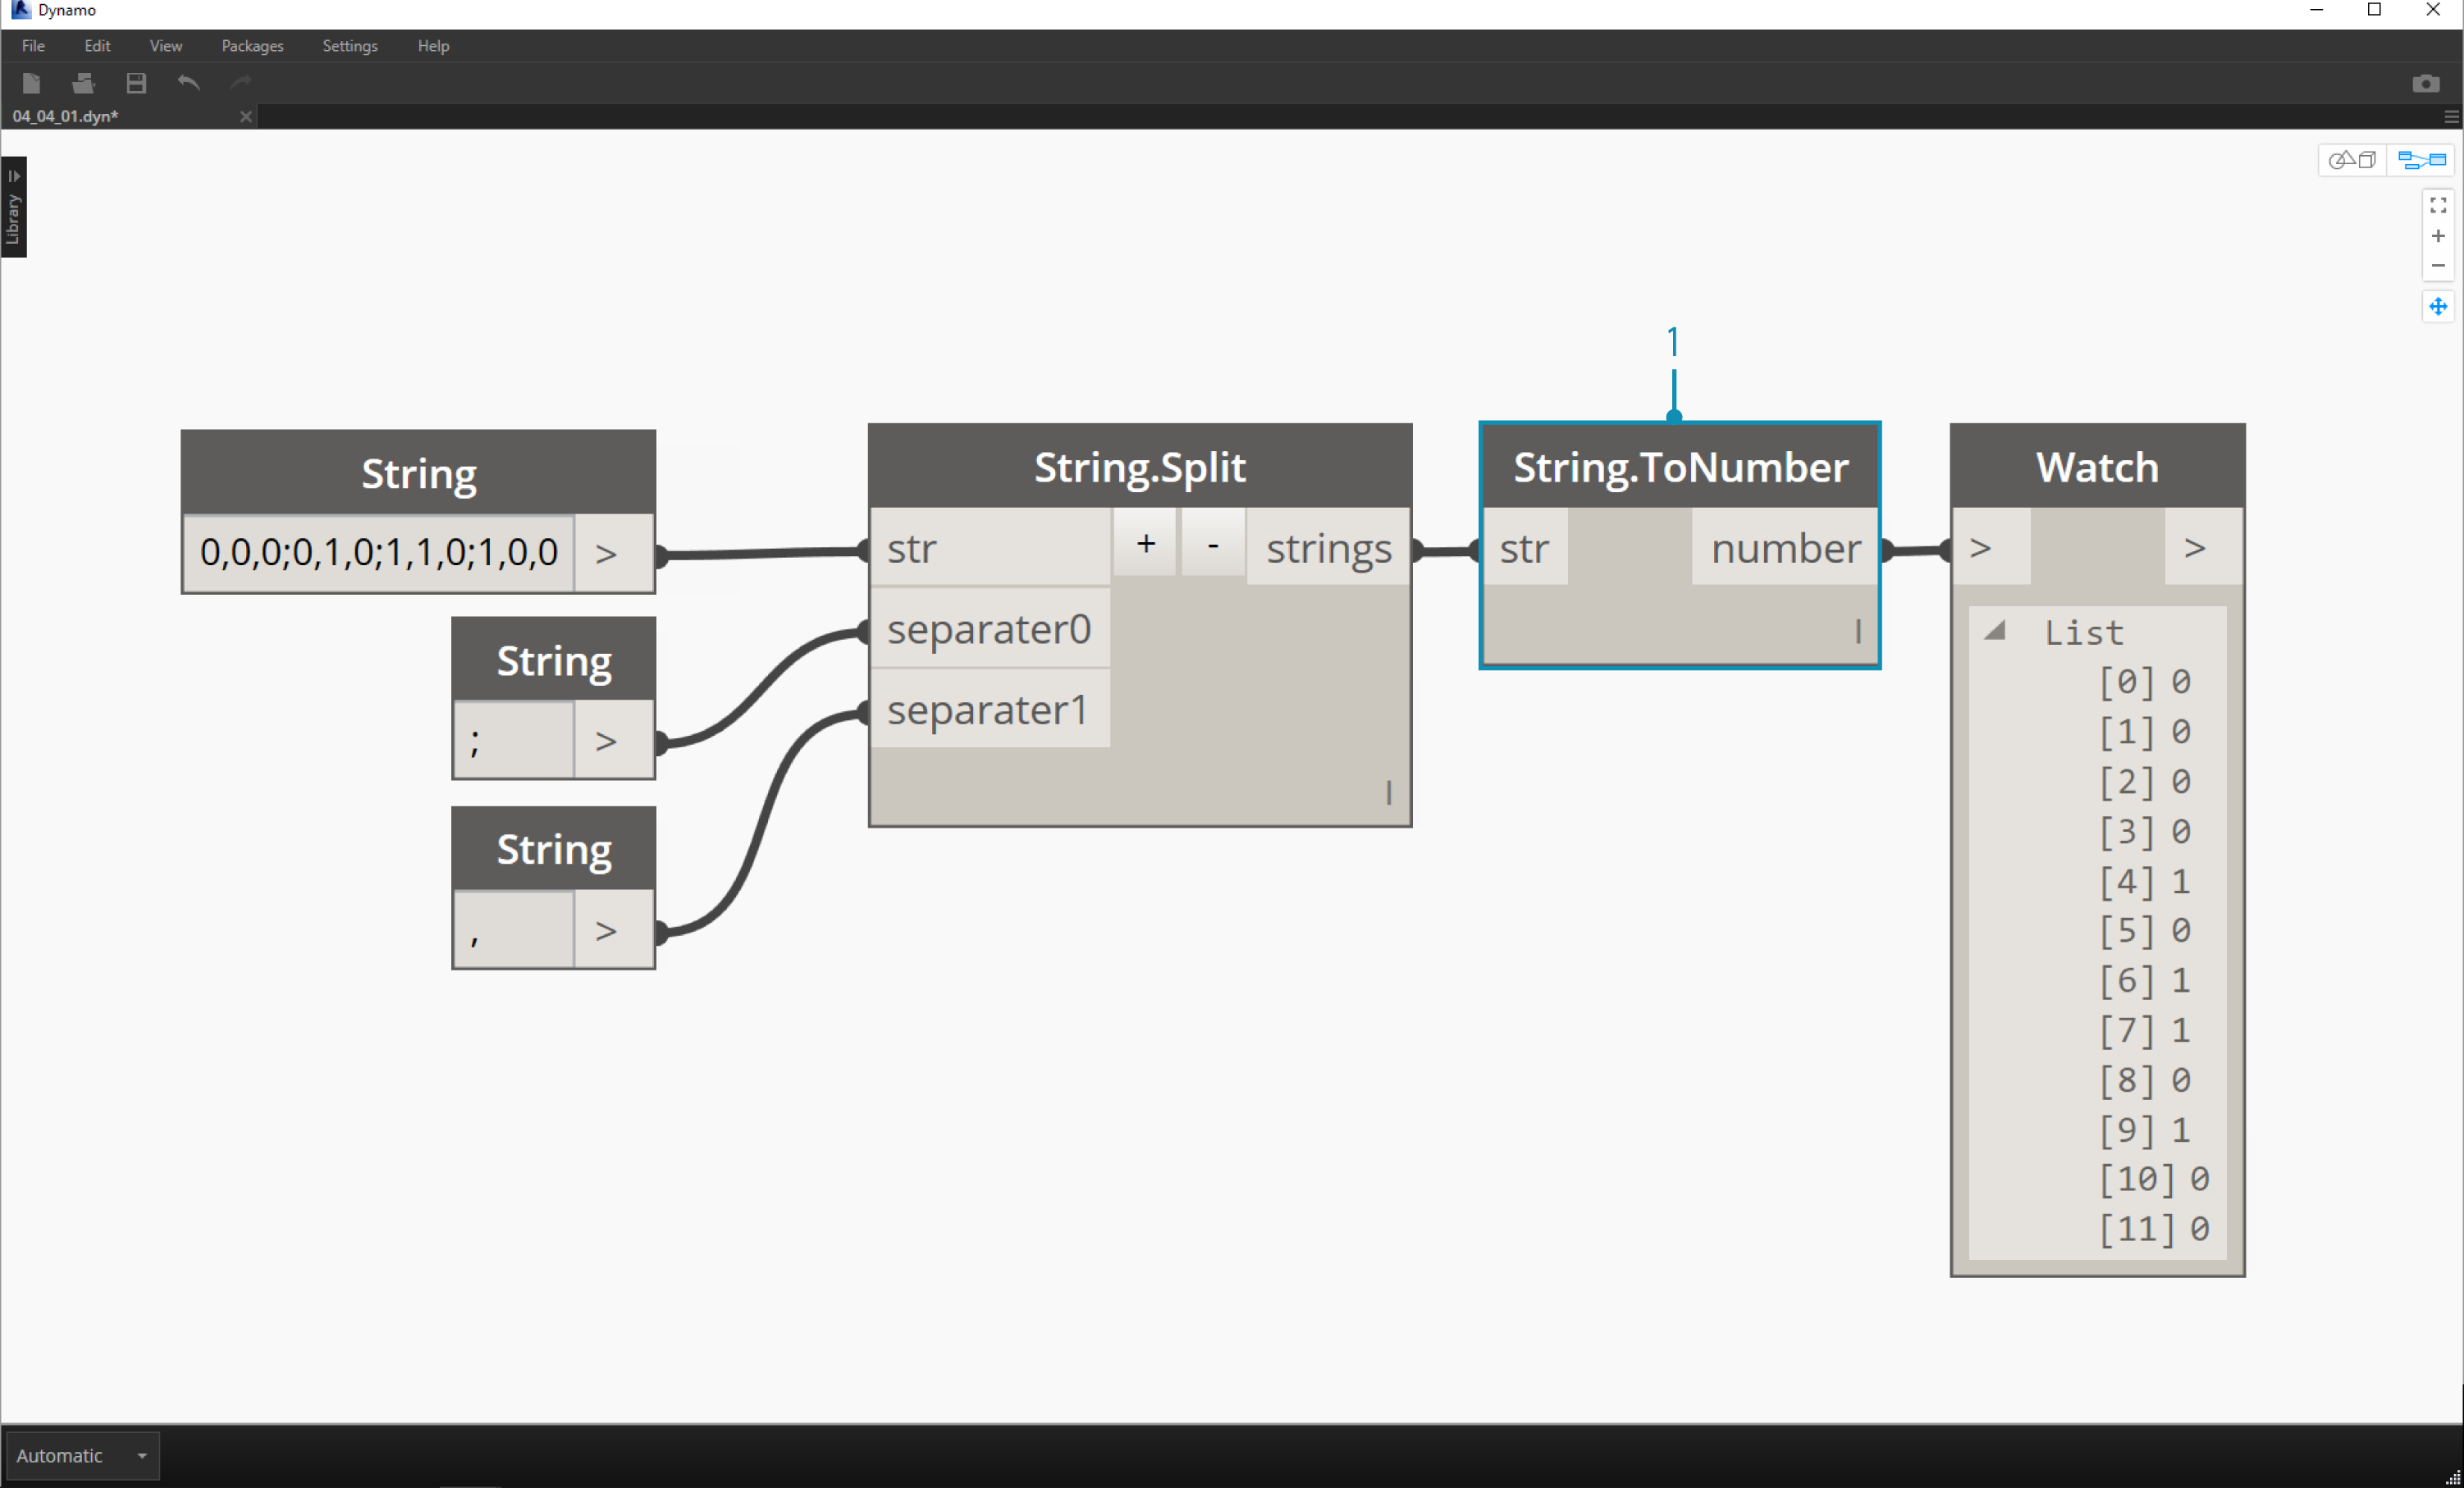 Dynamo
File Edit View Packages Settings Help
04_04_01.dyn*
Library
1
String
0,0,0;0,1,0;1,1,0;1,0,0 >
String
; >
String
, >
String.Split
str + - strings
separater0
separater1
l
String.ToNumber
str number
l
Watch
> >
List
[0] 0
[1] 0
[2] 0
[3] 0
[4] 1
[5] 0
[6] 1
[7] 1
[8] 0
[9] 1
[10] 0
[11] 0
Automatic